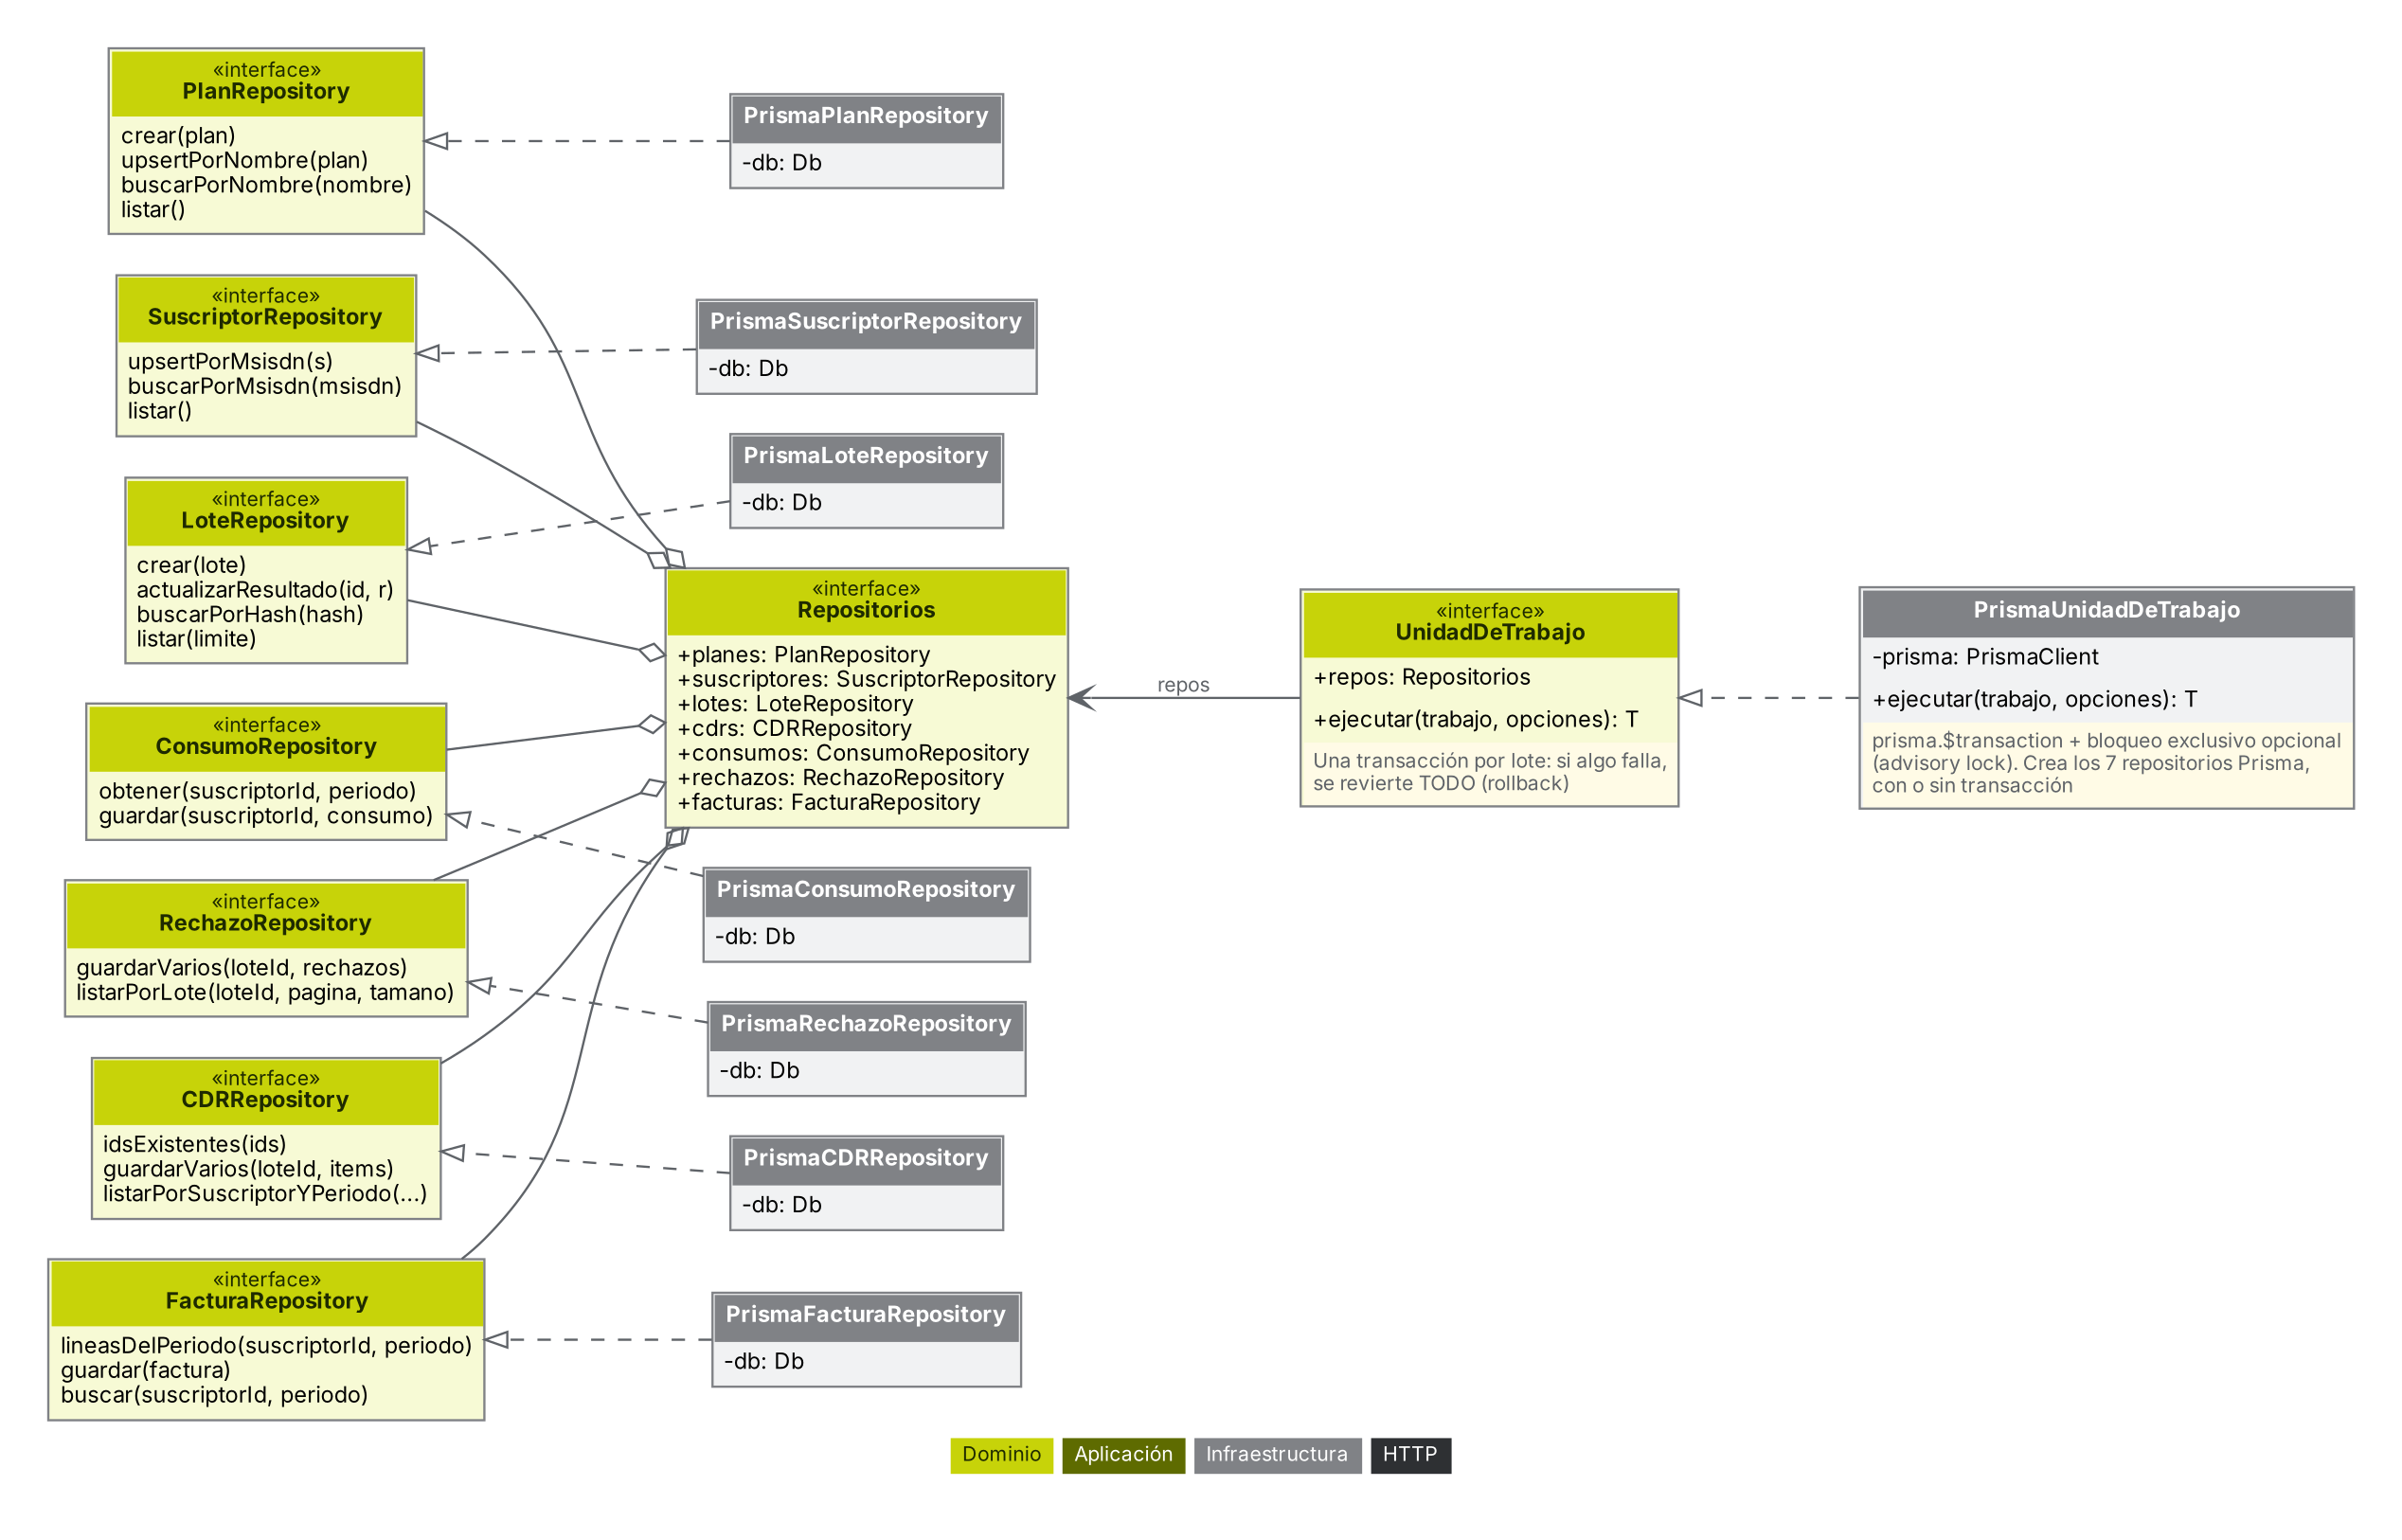 «interface»
PlanRepository
crear(plan)
upsertPorNombre(plan)
buscarPorNombre(nombre)
listar()
PrismaPlanRepository
-db: Db
«interface»
SuscriptorRepository
upsertPorMsisdn(s)
buscarPorMsisdn(msisdn)
listar()
PrismaSuscriptorRepository
-db: Db
«interface»
LoteRepository
crear(lote)
actualizarResultado(id, r)
buscarPorHash(hash)
listar(limite)
PrismaLoteRepository
-db: Db
«interface»
Repositorios
+planes: PlanRepository
+suscriptores: SuscriptorRepository
+lotes: LoteRepository
+cdrs: CDRRepository
+consumos: ConsumoRepository
+rechazos: RechazoRepository
+facturas: FacturaRepository
repos
«interface»
UnidadDeTrabajo
+repos: Repositorios
+ejecutar(trabajo, opciones): T
Una transacción por lote: si algo falla,
se revierte TODO (rollback)
PrismaUnidadDeTrabajo
-prisma: PrismaClient
+ejecutar(trabajo, opciones): T
prisma.$transaction + bloqueo exclusivo opcional
(advisory lock). Crea los 7 repositorios Prisma,
con o sin transacción
«interface»
ConsumoRepository
obtener(suscriptorId, periodo)
guardar(suscriptorId, consumo)
PrismaConsumoRepository
-db: Db
«interface»
RechazoRepository
guardarVarios(loteId, rechazos)
listarPorLote(loteId, pagina, tamano)
PrismaRechazoRepository
-db: Db
«interface»
CDRRepository
idsExistentes(ids)
guardarVarios(loteId, items)
listarPorSuscriptorYPeriodo(...)
PrismaCDRRepository
-db: Db
«interface»
FacturaRepository
lineasDelPeriodo(suscriptorId, periodo)
guardar(factura)
buscar(suscriptorId, periodo)
PrismaFacturaRepository
-db: Db
Dominio
Aplicación
Infraestructura
HTTP